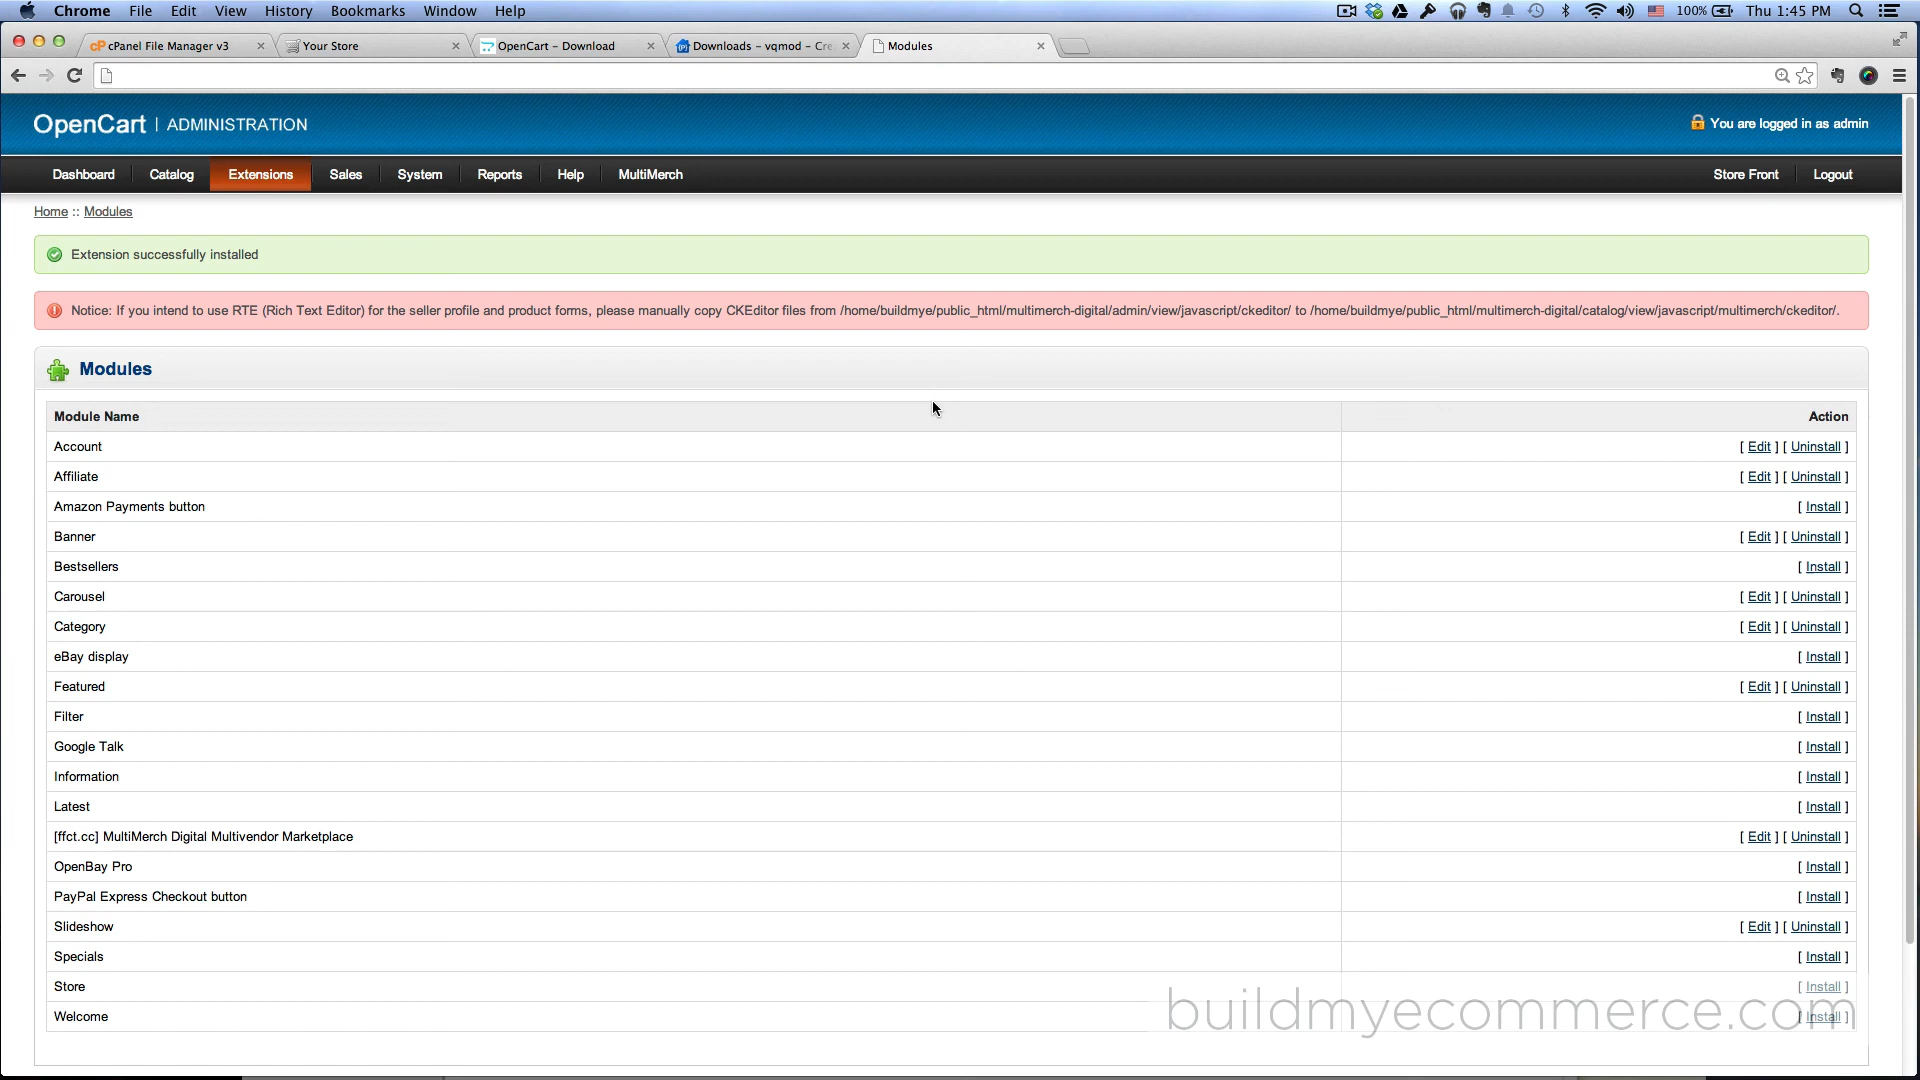 Chrome File Edit View History Bookmarks Window Help 100% Thu 1:45 PM
cPanel File Manager v3 Your Store OpenCart – Download Downloads – vqmod – Cre Modules
OpenCart | ADMINISTRATION You are logged in as admin
Dashboard Catalog Extensions Sales System Reports Help MultiMerch Store Front Logout
Home :: Modules
Extension successfully installed
Notice: If you intend to use RTE (Rich Text Editor) for the seller profile and product forms, please manually copy CKEditor files from /home/buildmye/public_html/multimerch-digital/admin/view/javascript/ckeditor/ to /home/buildmye/public_html/multimerch-digital/catalog/view/javascript/multimerch/ckeditor/.
Modules
Module Name Action
Account [ Edit ] [ Uninstall ]
Affiliate [ Edit ] [ Uninstall ]
Amazon Payments button [ Install ]
Banner [ Edit ] [ Uninstall ]
Bestsellers [ Install ]
Carousel [ Edit ] [ Uninstall ]
Category [ Edit ] [ Uninstall ]
eBay display [ Install ]
Featured [ Edit ] [ Uninstall ]
Filter [ Install ]
Google Talk [ Install ]
Information [ Install ]
Latest [ Install ]
[ffct.cc] MultiMerch Digital Multivendor Marketplace [ Edit ] [ Uninstall ]
OpenBay Pro [ Install ]
PayPal Express Checkout button [ Install ]
Slideshow [ Edit ] [ Uninstall ]
Specials [ Install ]
Store [ Install ]
Welcome [ Install ]
buildmyecommerce.com